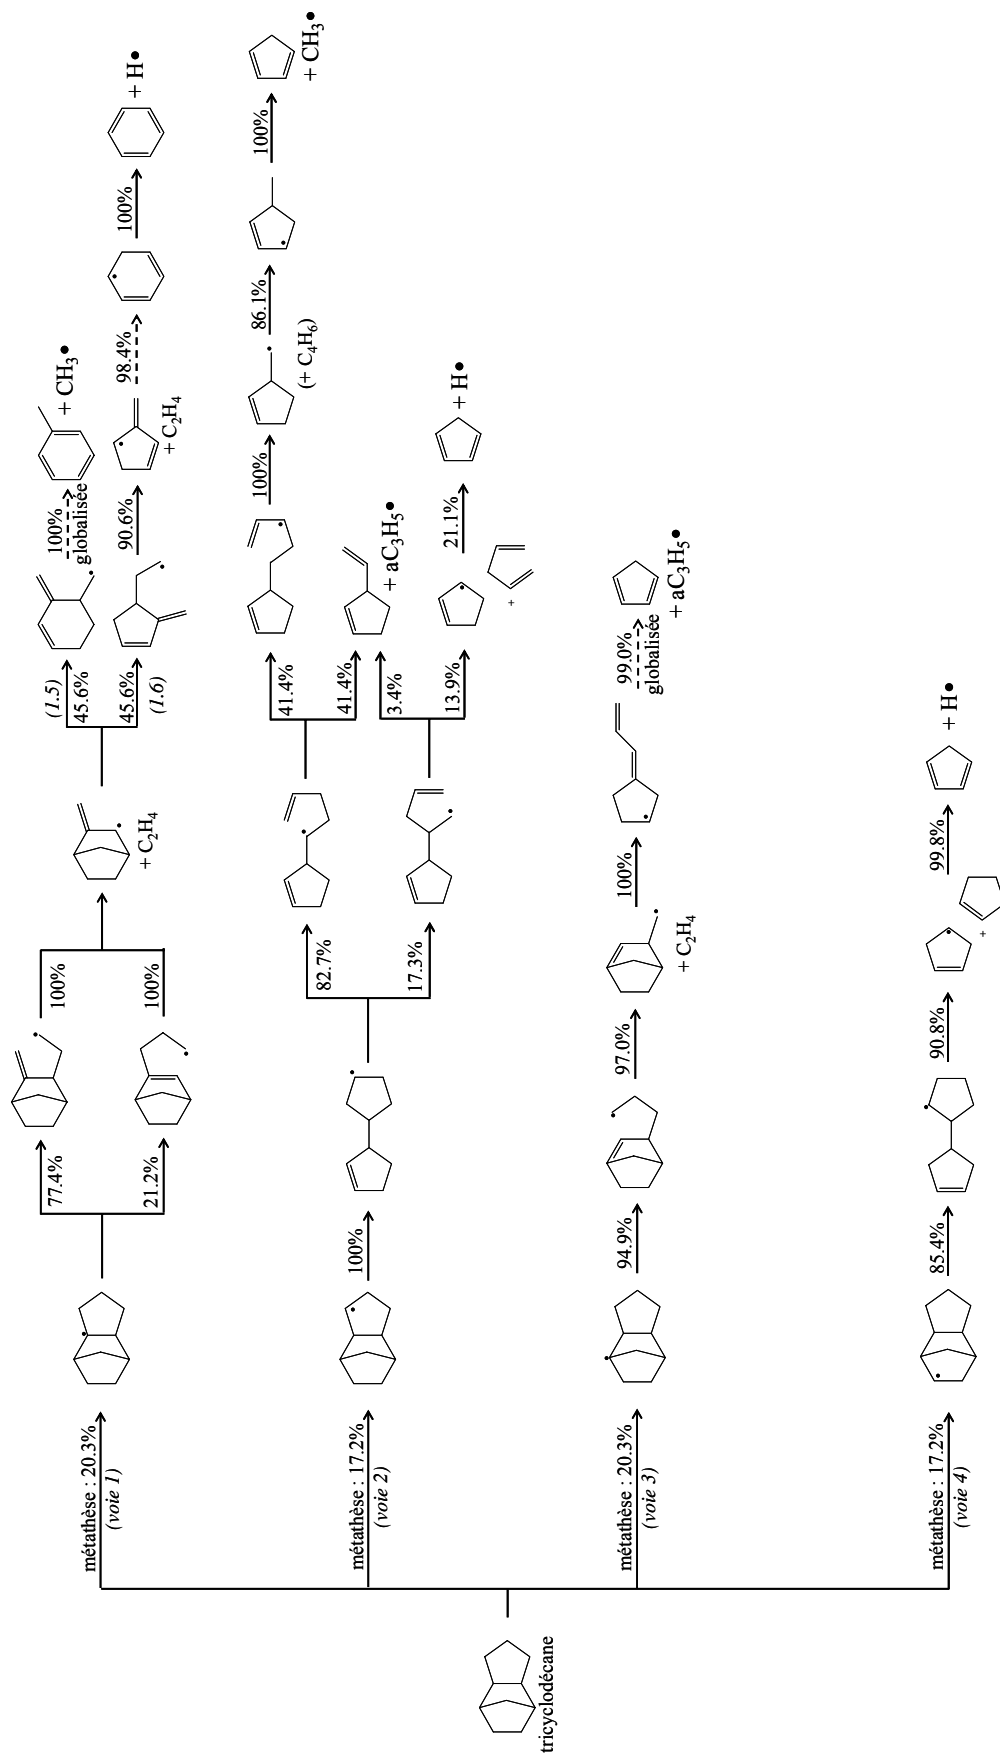 tricyclodécane
métathèse : 20.3%
(voie 1)
77.4%
21.2%
100%
100%
+ C2H4
(1.5)
45.6%
45.6%
(1.6)
100%
globalisée
+ CH3●
90.6%
+ C2H4
98.4%
100%
+ H●
métathèse : 17.2%
(voie 2)
100%
82.7%
17.3%
41.4%
41.4%
3.4%
13.9%
100%
(+ C4H6)
86.1%
100%
+ CH3●
+ aC3H5●
+
21.1%
+ H●
métathèse : 20.3%
(voie 3)
94.9%
97.0%
+ C2H4
100%
99.0%
globalisée
+ aC3H5●
métathèse : 17.2%
(voie 4)
85.4%
90.8%
+
99.8%
+ H●